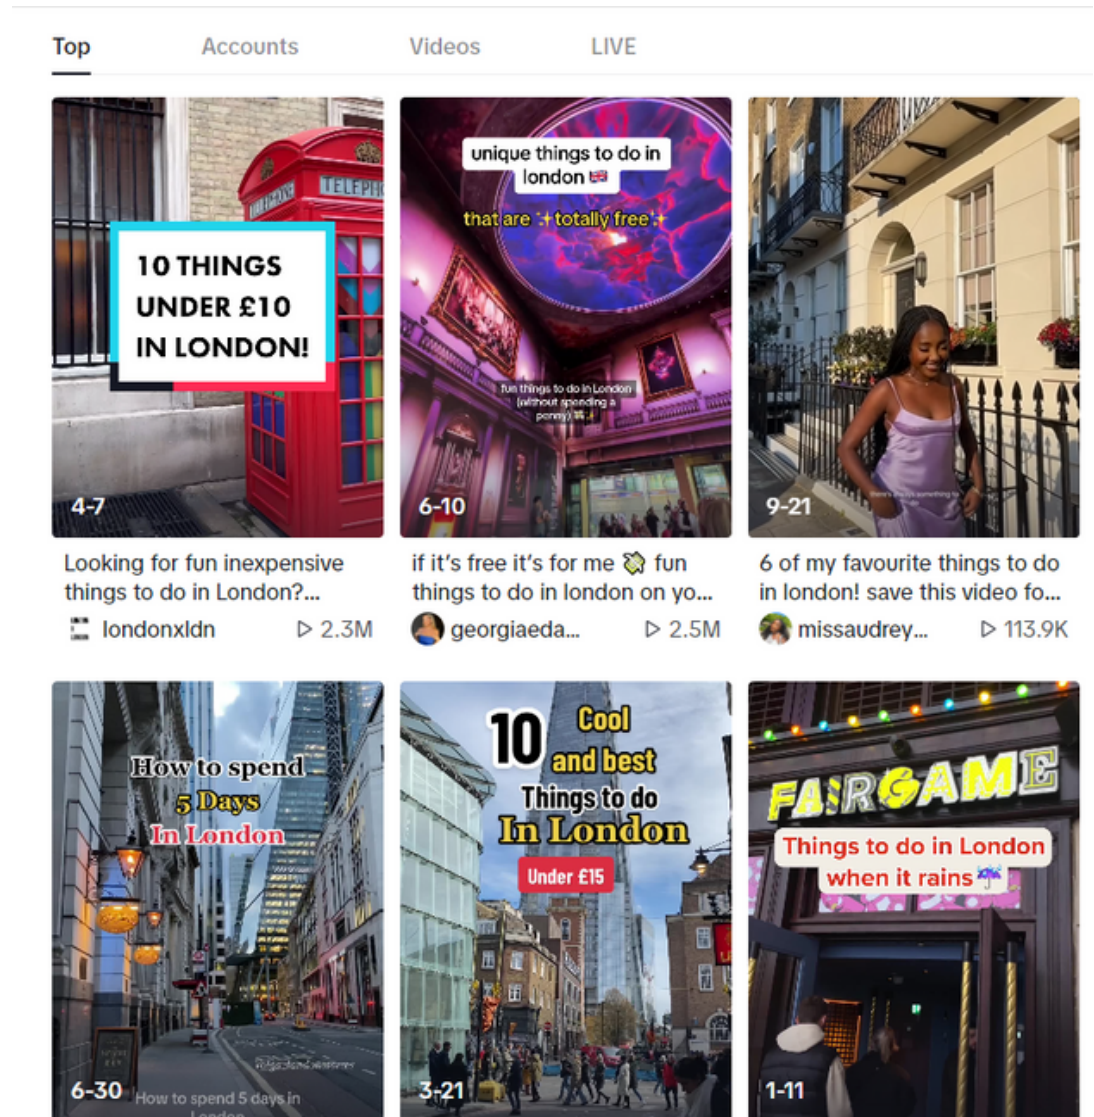 Top
Accounts
Videos
LIVE
TELEPH
10 THINGS
UNDER £10
IN LONDON!
4-7
unique things to do in
london 🇬🇧
that are ✨totally free✨
fun things to do in London
(without spending a
penny)
6-10
there's always something to
do
9-21
Looking for fun inexpensive
things to do in London?...
londonxldn
2.3M
if it's free it's for me 💸 fun
things to do in london on yo...
georgiaeda...
2.5M
6 of my favourite things to do
in london! save this video fo...
missaudrey...
113.9K
How to spend
5 Days
In London
6-30
How to spend 5 days in
London
10
Cool
and best
Things to do
In London
Under £15
3-21
FAIRGAME
Things to do in London
when it rains ☔
1-11